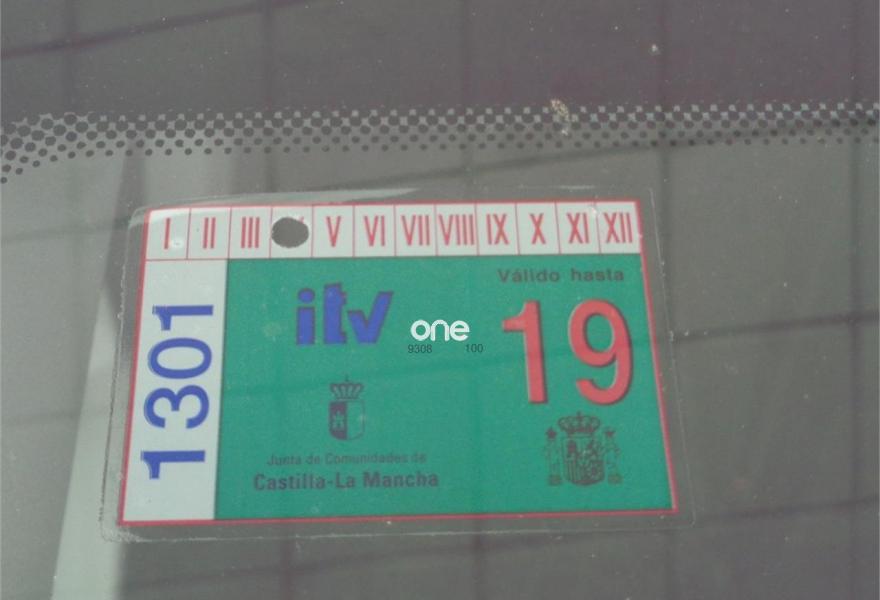 I II III V VI VII VIII IX X XI XII
Válido hasta
19
itv
one
9308 100
1301
Junta de Comunidades de
Castilla-La Mancha